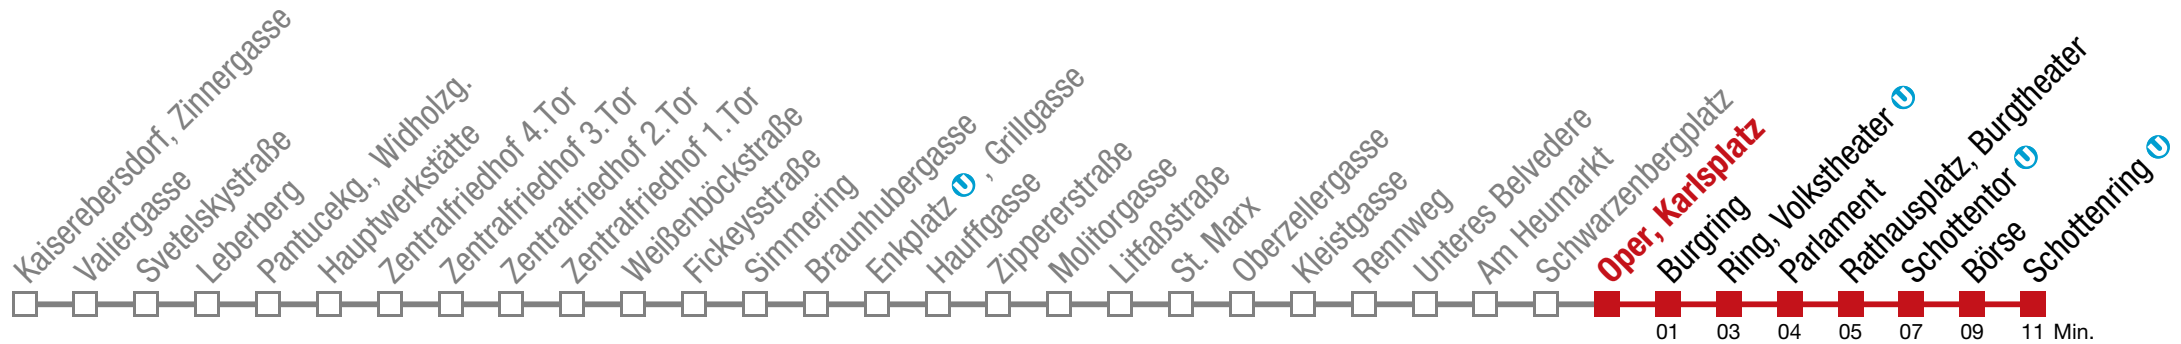 Kaiserebersdorf, Zinnergasse
Valiergasse
Svetelskystraße
Leberberg
Pantucekg., Widholzg.
Hauptwerkstätte
Zentralfriedhof 4.Tor
Zentralfriedhof 3.Tor
Zentralfriedhof 2.Tor
Zentralfriedhof 1.Tor
Weißenböckstraße
Fickeysstraße
Simmering
Braunhubergasse
Enkplatz U , Grillgasse
Hauffgasse
Zippererstraße
Molitorgasse
Litfaßstraße
St. Marx
Oberzellergasse
Kleistgasse
Rennweg
Unteres Belvedere
Am Heumarkt
Schwarzenbergplatz
Oper, Karlsplatz
Burgring
Ring, Volkstheater U
Parlament
Rathausplatz, Burgtheater
Schottentor U
Börse
Schottenring U
01 03 04 05 07 09 11 Min.